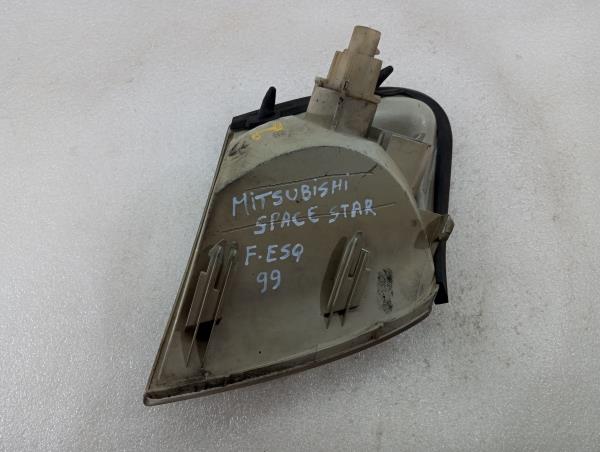 MiTSUBiSHi
SPACE STAR
F.ESQ
99